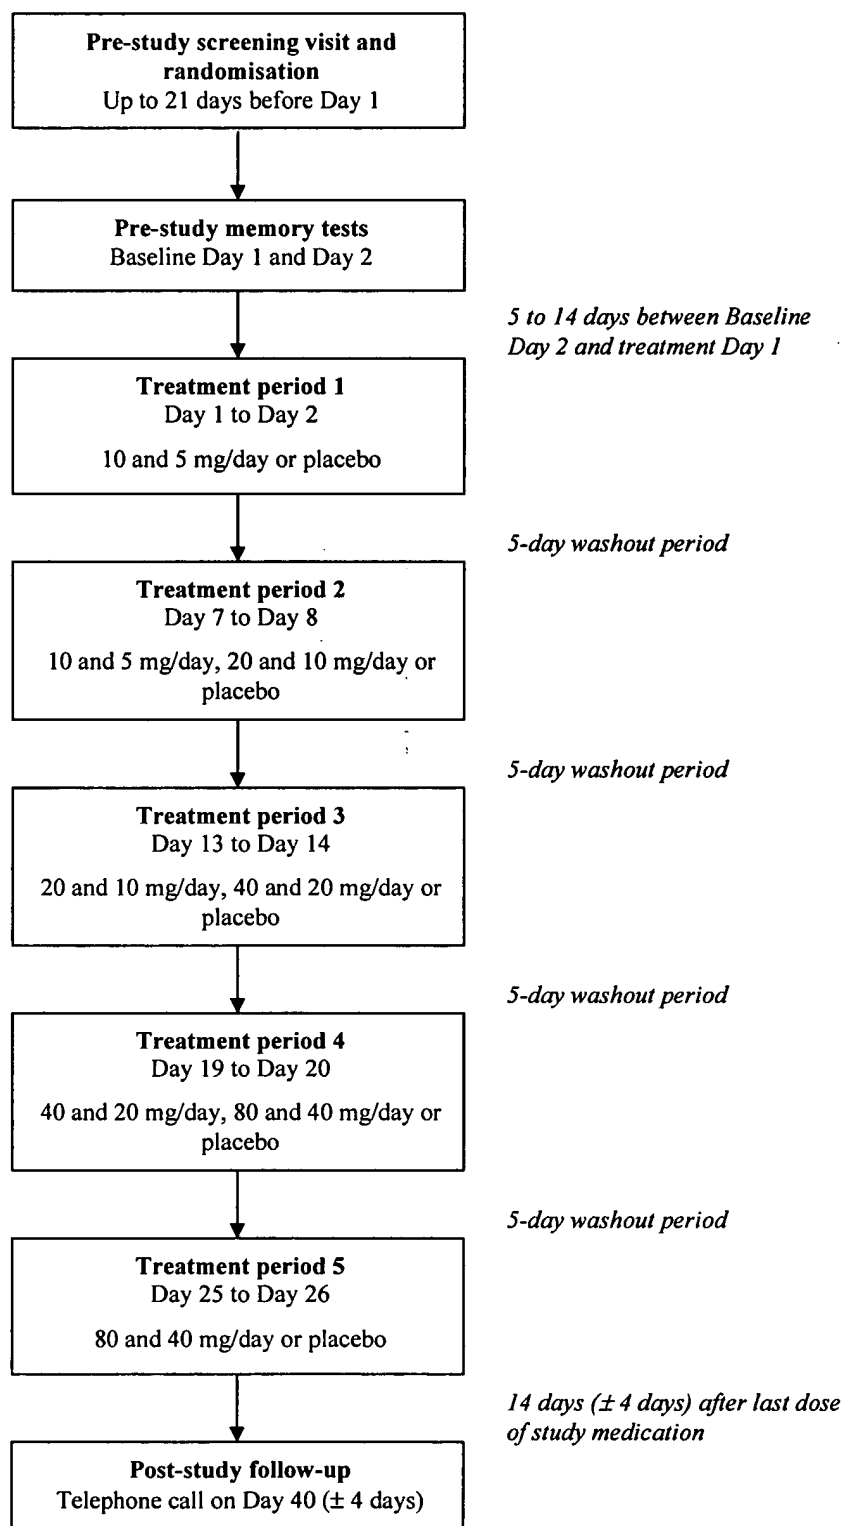 Pre-study screening visit and
randomisation
Up to 21 days before Day 1
Pre-study memory tests
Baseline Day 1 and Day 2
5 to 14 days between Baseline
Day 2 and treatment Day 1
Treatment period 1
Day 1 to Day 2
10 and 5 mg/day or placebo
5-day washout period
Treatment period 2
Day 7 to Day 8
10 and 5 mg/day, 20 and 10 mg/day or
placebo
5-day washout period
Treatment period 3
Day 13 to Day 14
20 and 10 mg/day, 40 and 20 mg/day or
placebo
5-day washout period
Treatment period 4
Day 19 to Day 20
40 and 20 mg/day, 80 and 40 mg/day or
placebo
5-day washout period
Treatment period 5
Day 25 to Day 26
80 and 40 mg/day or placebo
14 days (± 4 days) after last dose
of study medication
Post-study follow-up
Telephone call on Day 40 (± 4 days)